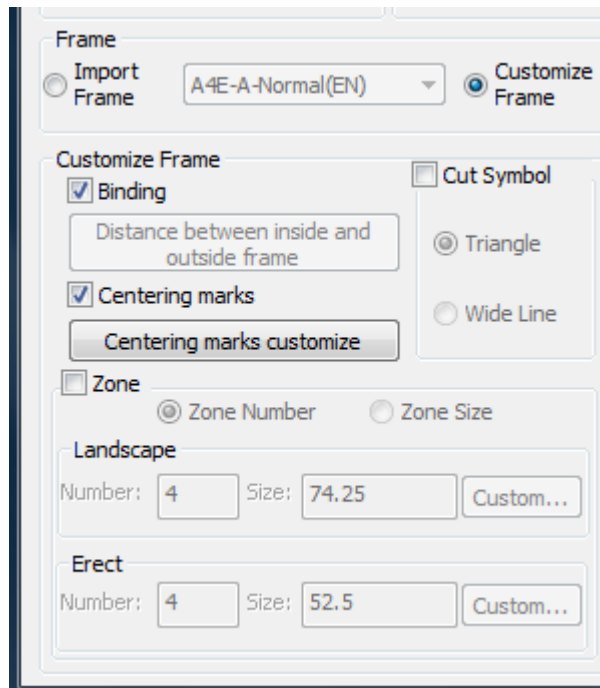 Frame
Import
Frame
A4E-A-Normal(EN)
Customize
Frame
Customize Frame
Binding
Distance between inside and
outside frame
Centering marks
Centering marks customize
Cut Symbol
Triangle
Wide Line
Zone
Zone Number
Zone Size
Landscape
Number: 4 Size: 74.25 Custom...
Erect
Number: 4 Size: 52.5 Custom...